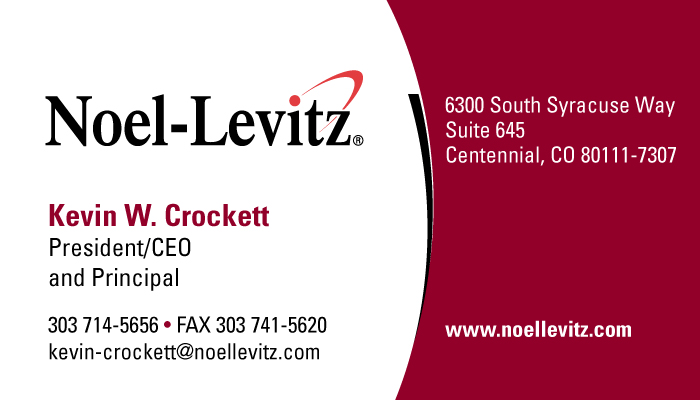 Noel-Levitz®
Kevin W. Crockett
President/CEO
and Principal
303 714-5656 • FAX 303 741-5620
kevin-crockett@noellevitz.com
6300 South Syracuse Way
Suite 645
Centennial, CO 80111-7307
www.noellevitz.com